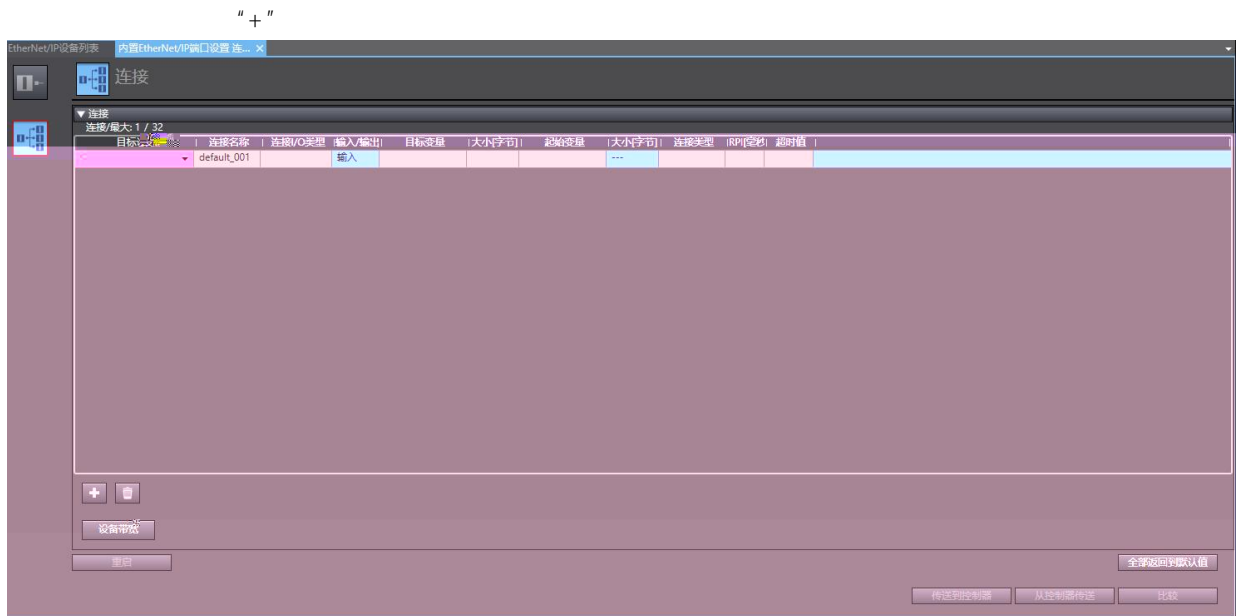 “+”
EtherNet/IP设备列表 内置EtherNet/IP端口设置 连... ×
连接
▼连接
连接/最大: 1 / 32
目标设备 连接名称 连接I/O类型 输入/输出 目标变量 大小[字节] 起始变量 大小[字节] 连接类型 RPI[毫秒] 超时值
default_001 输入 ---
+
设备带宽
重启 全部返回到默认值
传送到控制器 从控制器传送 比较